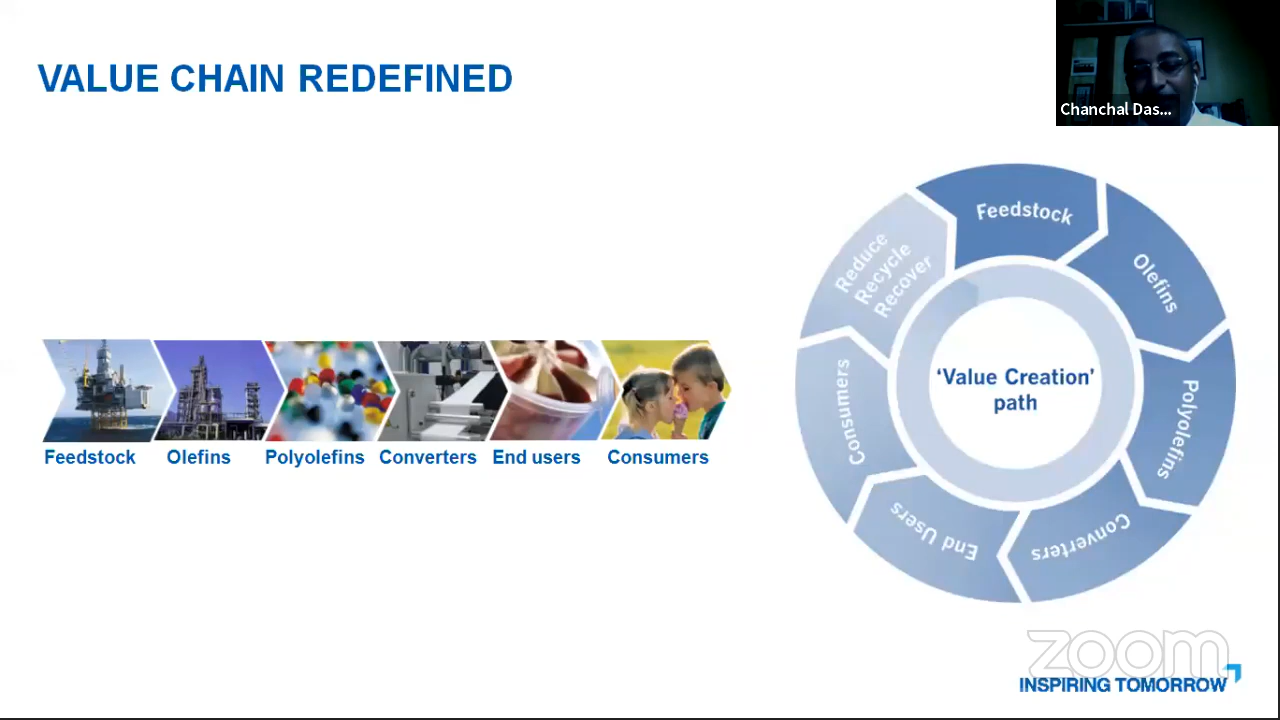 VALUE CHAIN REDEFINED
Chanchal Das...
Feedstock
Olefins
Polyolefins
Converters
End users
Consumers
Feedstock
Olefins
Polyolefins
Converters
End Users
Consumers
Reduce
Recycle
Recover
‘Value Creation’
path
zoom
INSPIRING TOMORROW